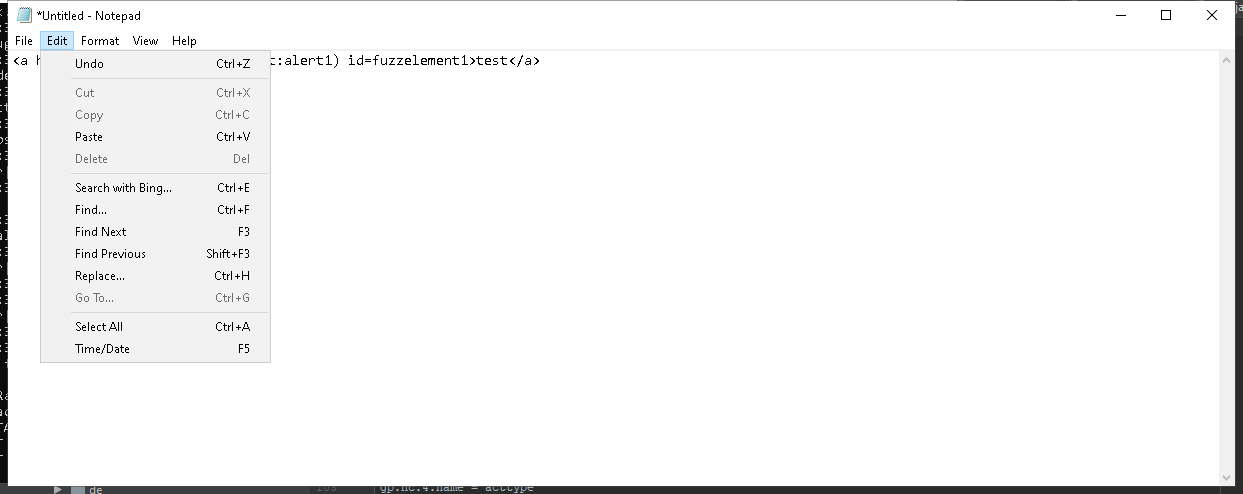 *Untitled - Notepad
File Edit Format View Help
<a h t:alert1) id=fuzzelement1>test</a>
Undo Ctrl+Z
Cut Ctrl+X
Copy Ctrl+C
Paste Ctrl+V
Delete Del
Search with Bing... Ctrl+E
Find... Ctrl+F
Find Next F3
Find Previous Shift+F3
Replace... Ctrl+H
Go To... Ctrl+G
Select All Ctrl+A
Time/Date F5
de
gp.nc.4.name = acttype